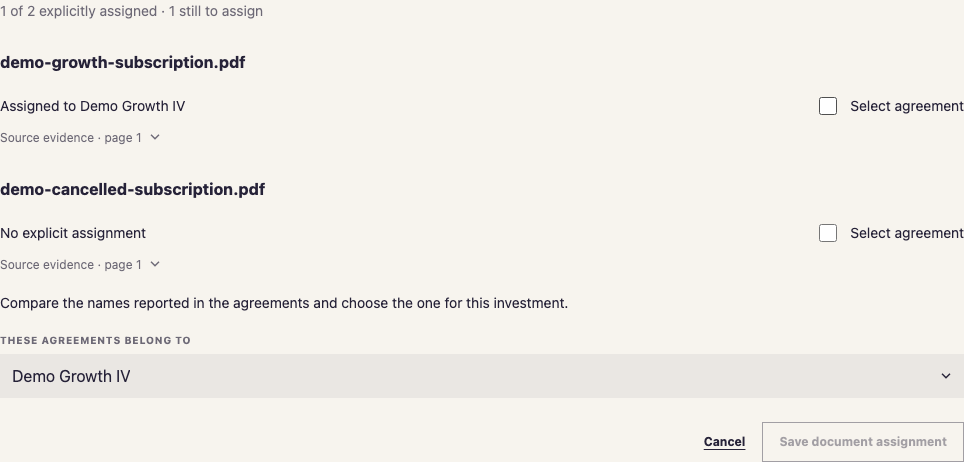 1 of 2 explicitly assigned · 1 still to assign
demo-growth-subscription.pdf
Assigned to Demo Growth IV
Select agreement
Source evidence · page 1
demo-cancelled-subscription.pdf
No explicit assignment
Select agreement
Source evidence · page 1
Compare the names reported in the agreements and choose the one for this investment.
THESE AGREEMENTS BELONG TO
Demo Growth IV
Cancel
Save document assignment